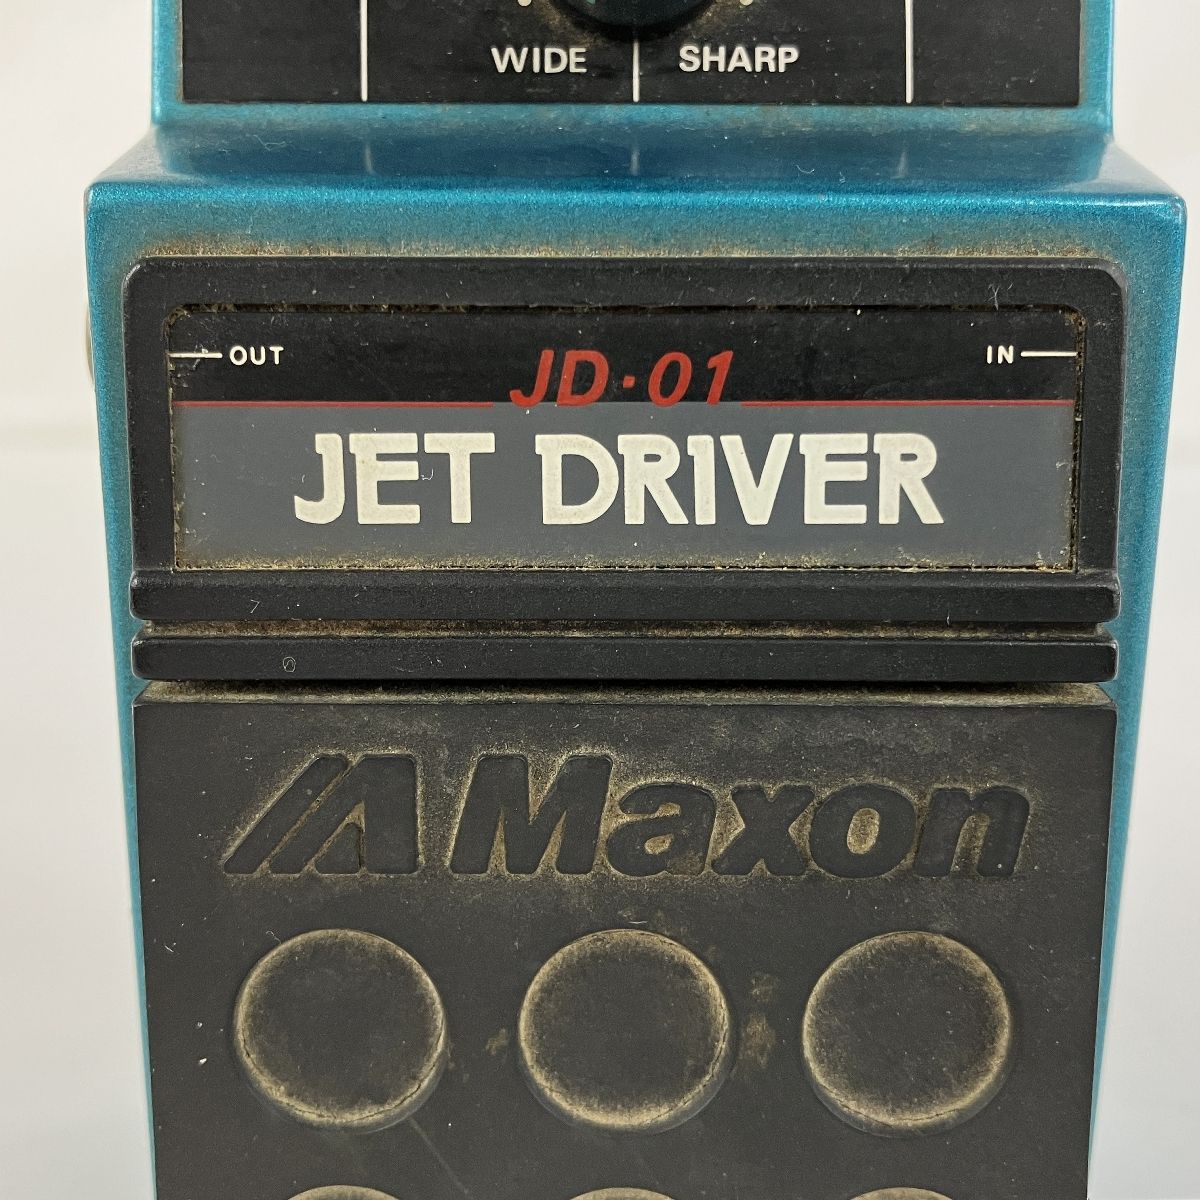 WIDE SHARP
OUT JD·01 IN
JET DRIVER
Maxon